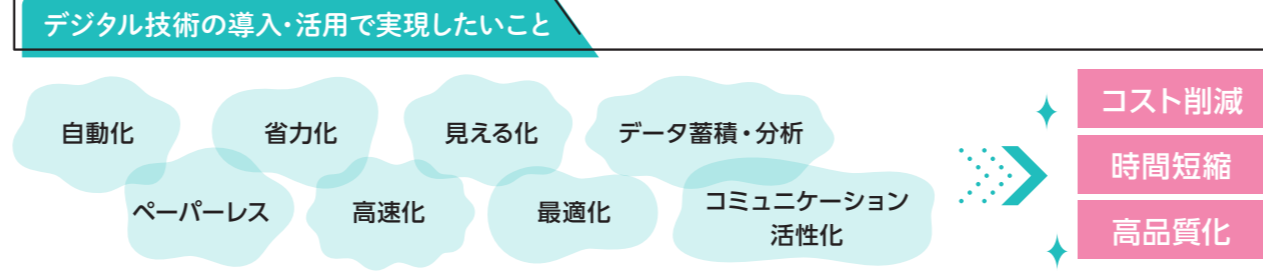 デジタル技術の導入・活用で実現したいこと
自動化
省力化
見える化
データ蓄積・分析
ペーパーレス
高速化
最適化
コミュニケーション
活性化
コスト削減
時間短縮
高品質化